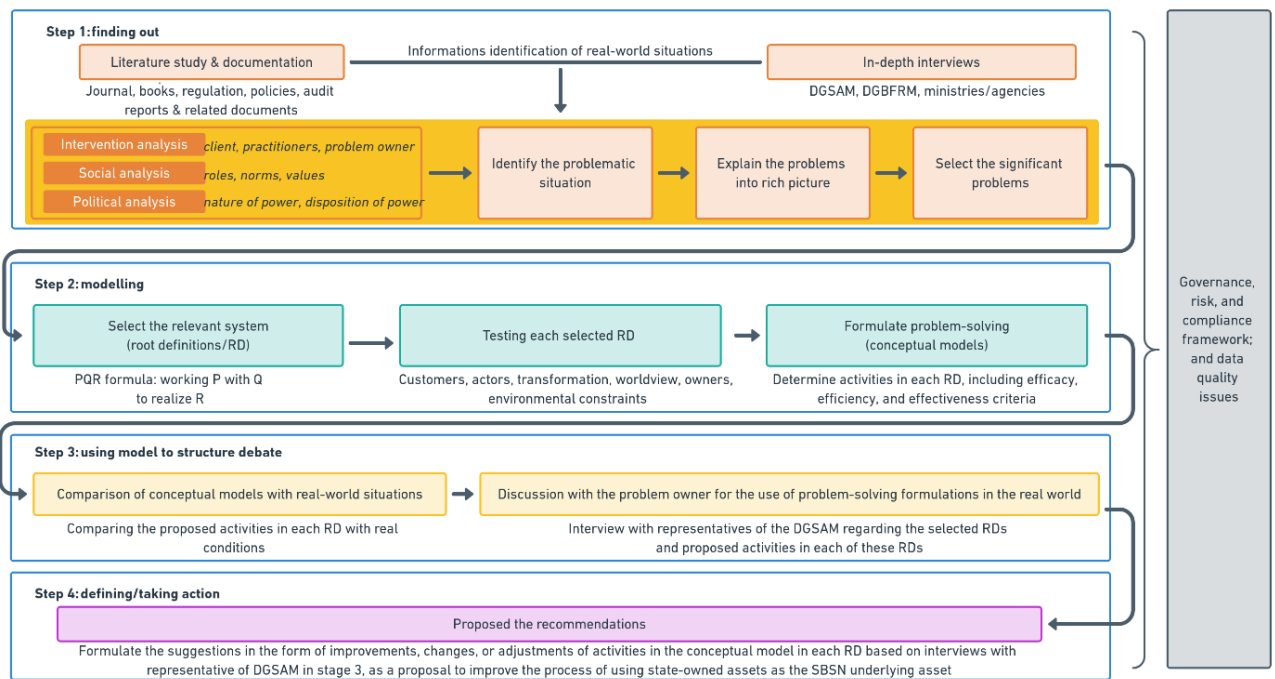 Step 1: finding out
Informations identification of real-world situations
Literature study & documentation
In-depth interviews
Journal, books, regulation, policies, audit
reports & related documents
DGSAM, DGBFRM, ministries/agencies
Intervention analysis
client, practitioners, problem owner
Social analysis
roles, norms, values
Political analysis
nature of power, disposition of power
Identify the problematic
situation
Explain the problems
into rich picture
Select the significant
problems
Step 2: modelling
Select the relevant system
(root definitions/RD)
Testing each selected RD
Formulate problem-solving
(conceptual models)
PQR formula: working P with Q
to realize R
Customers, actors, transformation, worldview, owners,
environmental constraints
Determine activities in each RD, including efficacy,
efficiency, and effectiveness criteria
Step 3: using model to structure debate
Comparison of conceptual models with real-world situations
Discussion with the problem owner for the use of problem-solving formulations in the real world
Comparing the proposed activities in each RD with real
conditions
Interview with representatives of the DGSAM regarding the selected RDs
and proposed activities in each of these RDs
Step 4: defining/taking action
Proposed the recommendations
Formulate the suggestions in the form of improvements, changes, or adjustments of activities in the conceptual model in each RD based on interviews with
representative of DGSAM in stage 3, as a proposal to improve the process of using state-owned assets as the SBSN underlying asset
Governance,
risk, and
compliance
framework;
and data
quality
issues